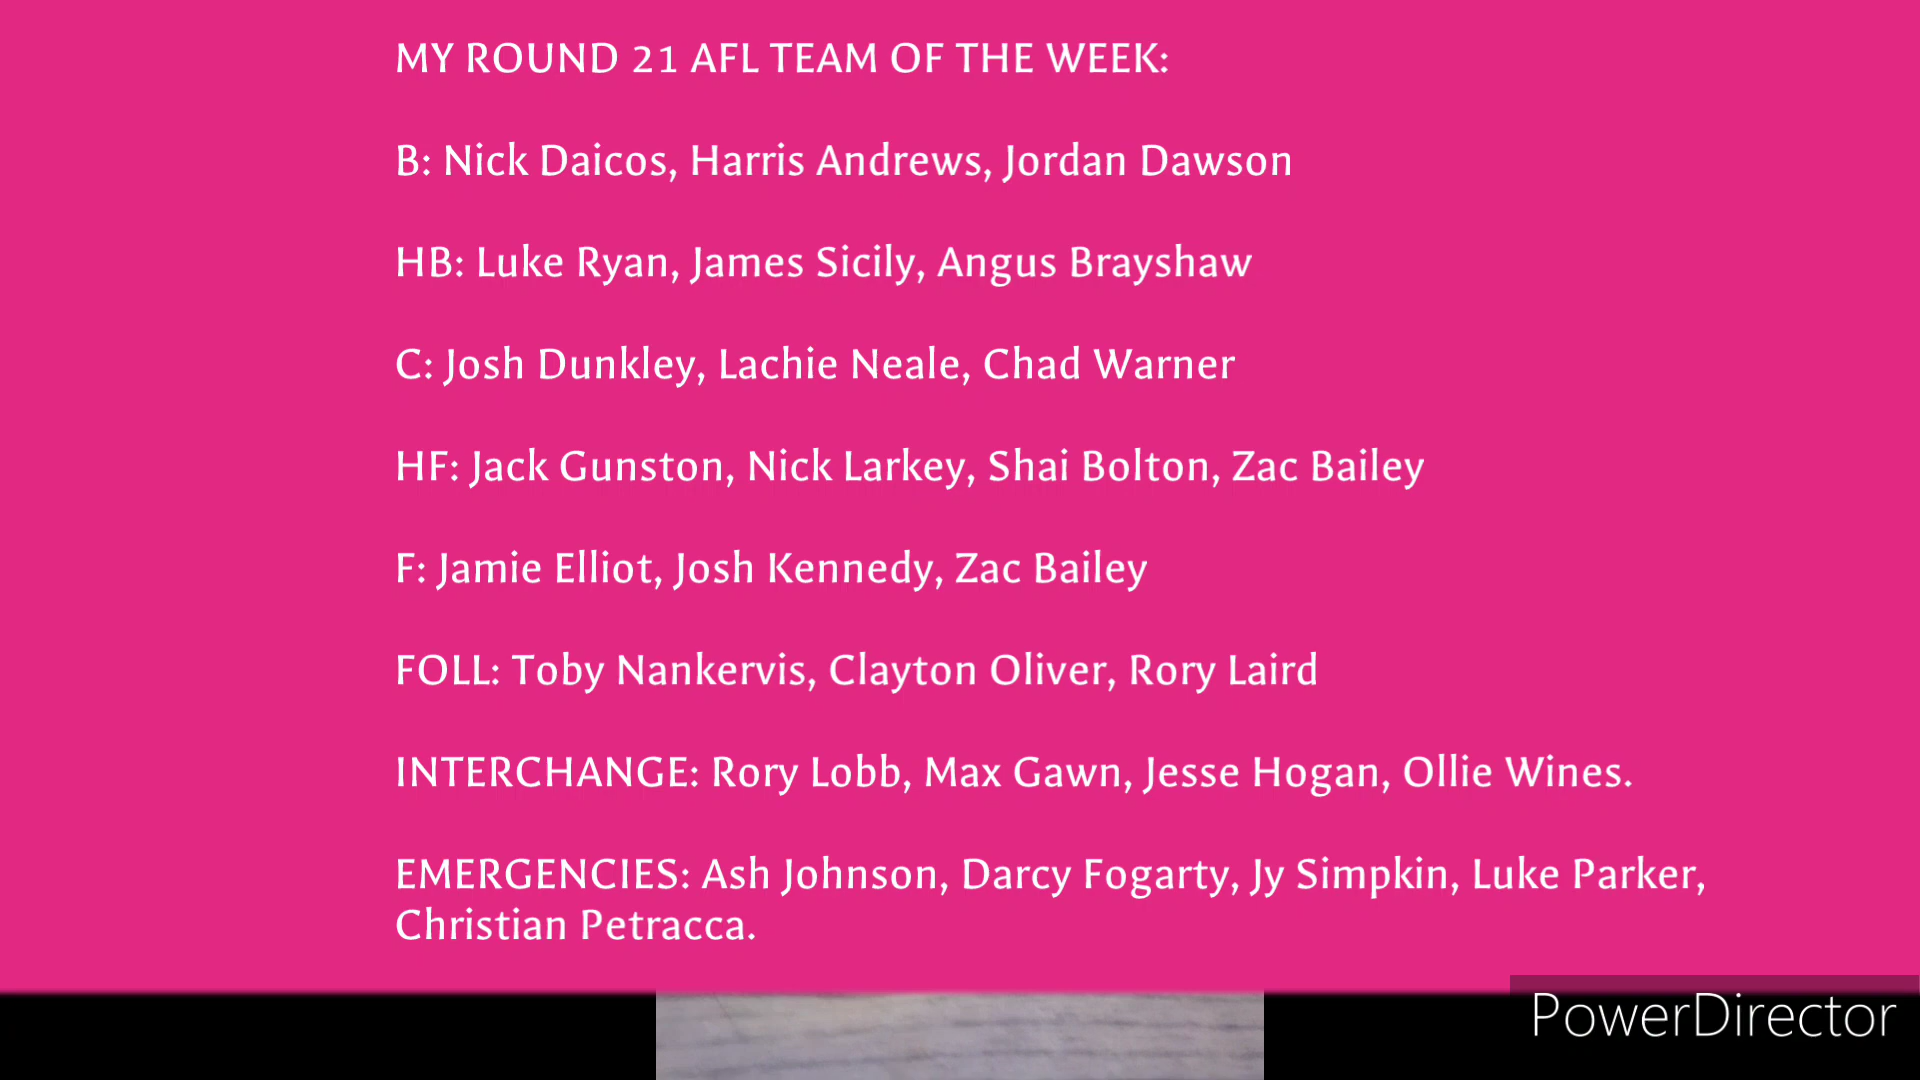 MY ROUND 21 AFL TEAM OF THE WEEK:
B: Nick Daicos, Harris Andrews, Jordan Dawson
HB: Luke Ryan, James Sicily, Angus Brayshaw
C: Josh Dunkley, Lachie Neale, Chad Warner
HF: Jack Gunston, Nick Larkey, Shai Bolton, Zac Bailey
F: Jamie Elliot, Josh Kennedy, Zac Bailey
FOLL: Toby Nankervis, Clayton Oliver, Rory Laird
INTERCHANGE: Rory Lobb, Max Gawn, Jesse Hogan, Ollie Wines.
EMERGENCIES: Ash Johnson, Darcy Fogarty, Jy Simpkin, Luke Parker,
Christian Petracca.
PowerDirector